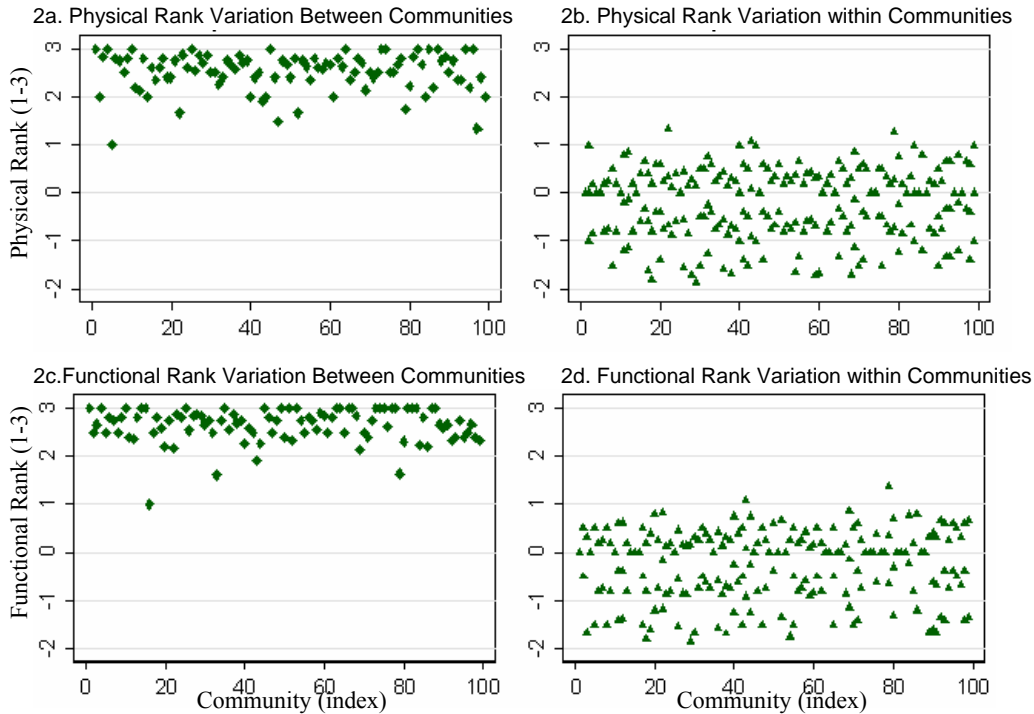 2a. Physical Rank Variation Between Communities
2b. Physical Rank Variation within Communities
Physical Rank (1-3)
3
2
1
0
-1
-2
0 20 40 60 80 100
3
2
1
0
-1
-2
0 20 40 60 80 100
2c.Functional Rank Variation Between Communities
2d. Functional Rank Variation within Communities
Functional Rank (1-3)
3
2
1
0
-1
-2
0 20 40 60 80 100
Community (index)
3
2
1
0
-1
-2
0 20 40 60 80 100
Community (index)